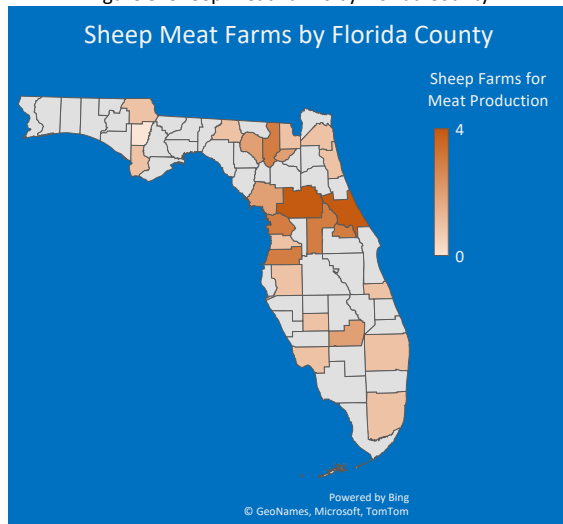 Sheep Meat Farms by Florida County
Sheep Farms for
Meat Production
4
0
Powered by Bing
© GeoNames, Microsoft, TomTom